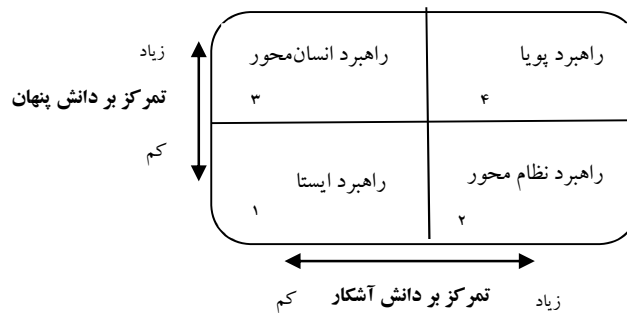 زیاد
تمرکز بر دانش پنهان
کم
راهبرد پویا
۴
راهبرد انسان‌محور
۳
راهبرد نظام محور
۲
راهبرد ایستا
۱
زیاد تمرکز بر دانش آشکار کم